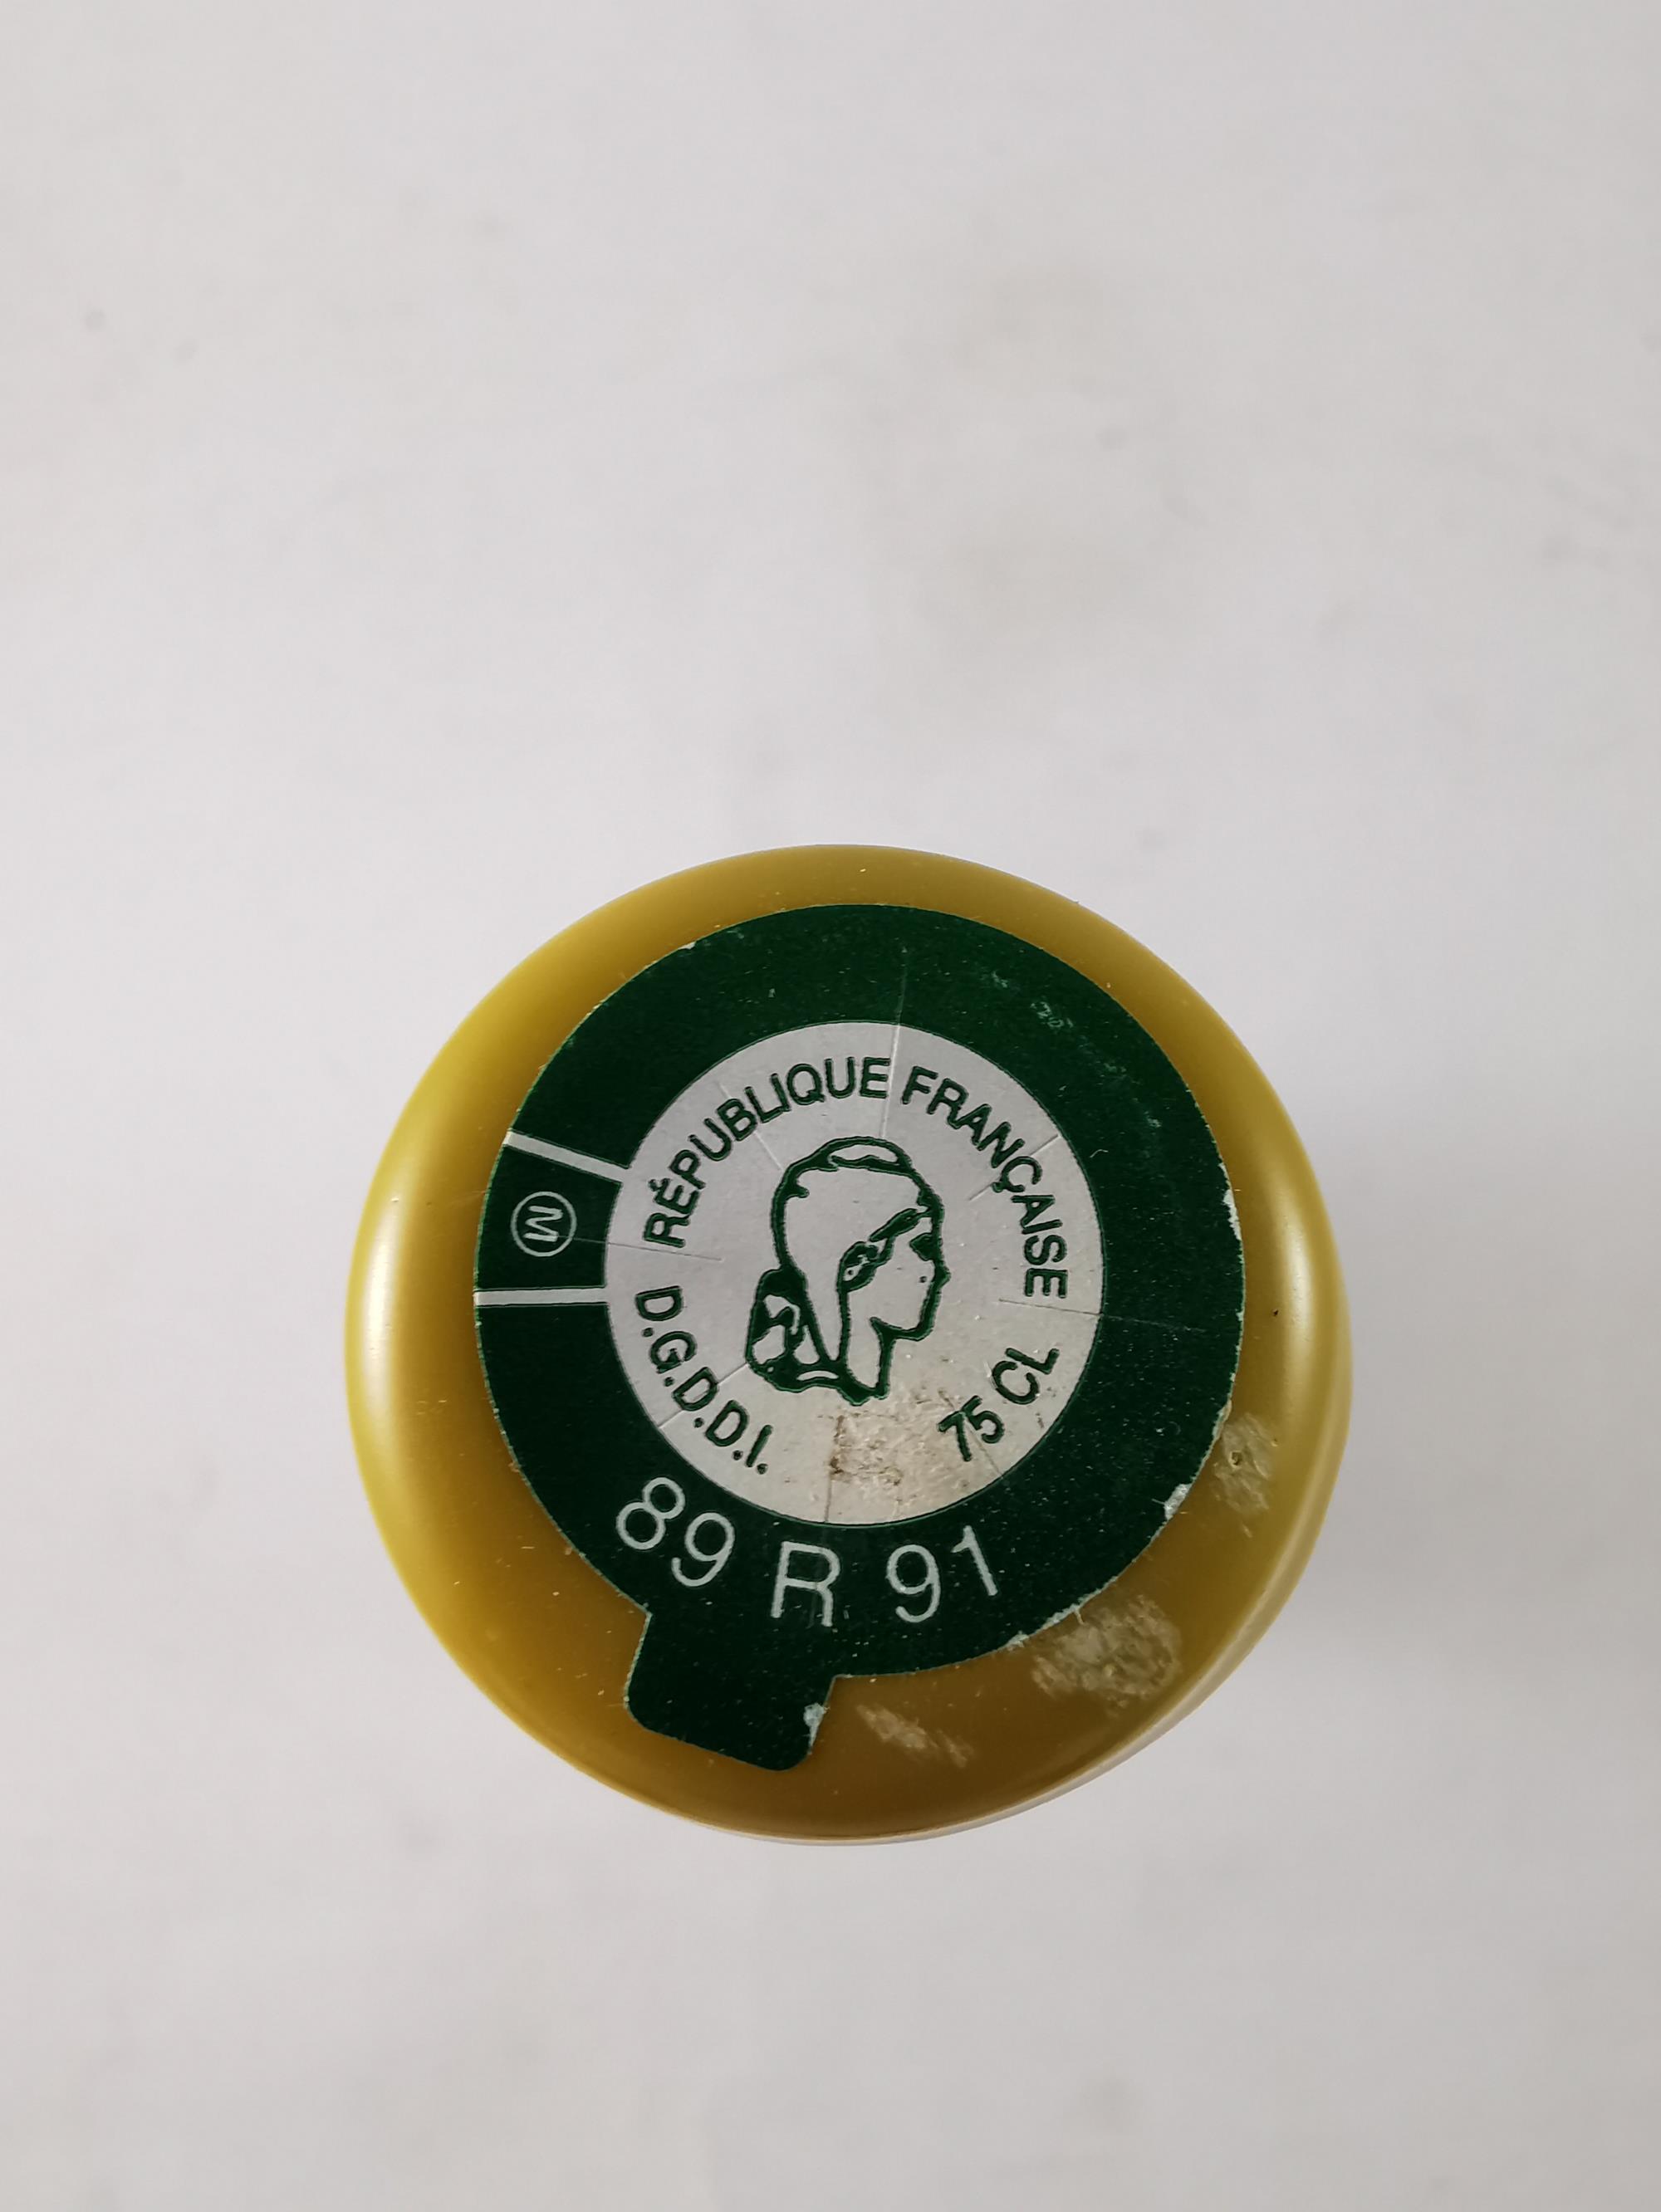 RÉPUBLIQUE FRANÇAISE
D.G.D.D.I.
75 CL
89 R 91
M